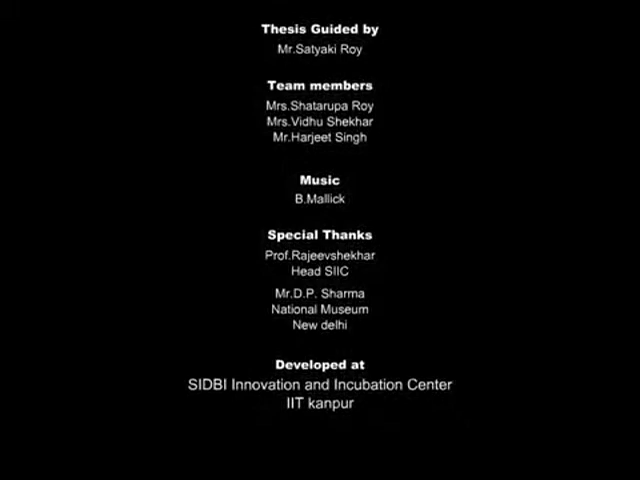 Thesis Guided by
Mr.Satyaki Roy
Team members
Mrs.Shatarupa Roy
Mrs.Vidhu Shekhar
Mr.Harjeet Singh
Music
B.Mallick
Special Thanks
Prof.Rajeevshekhar
Head SIIC
Mr.D.P. Sharma
National Museum
New delhi
Developed at
SIDBI Innovation and Incubation Center
IIT kanpur